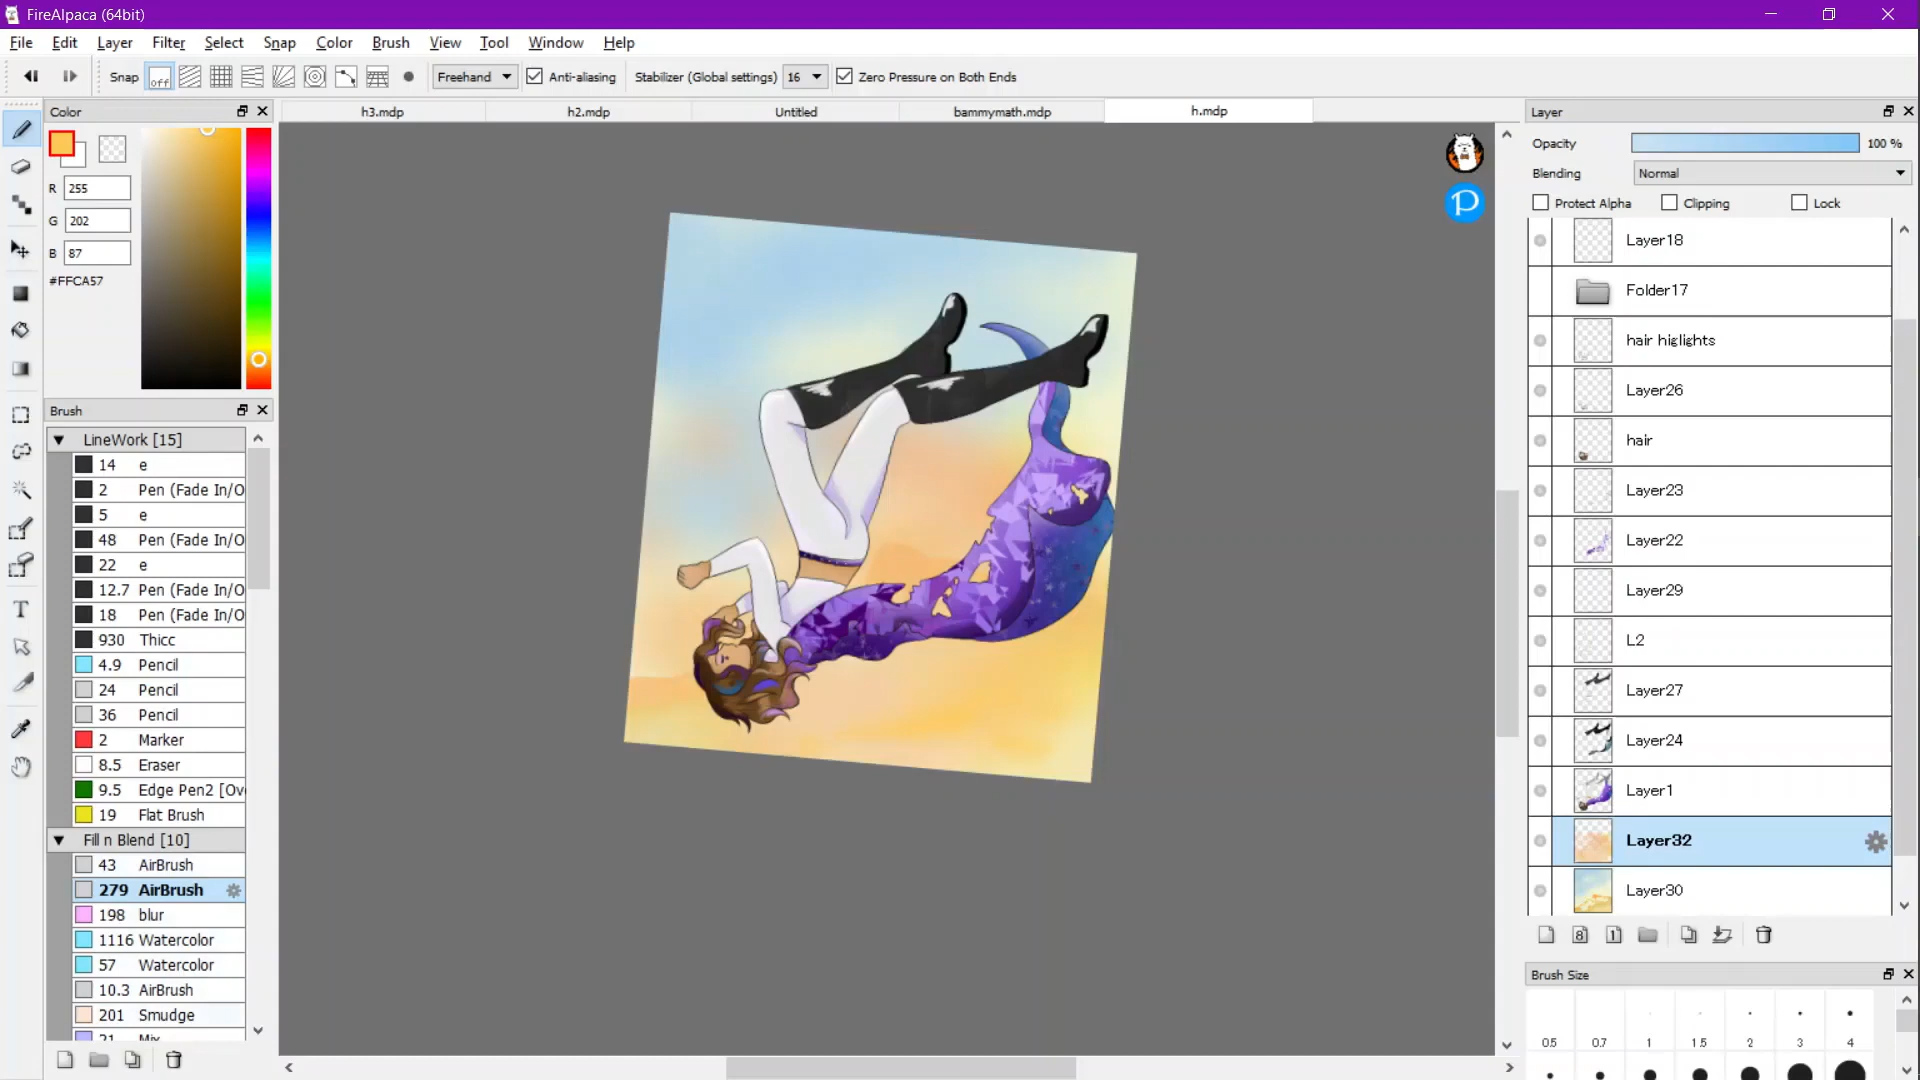 FireAlpaca (64bit)
File Edit Layer Filter Select Snap Color Brush View Tool Window Help
Snap off Freehand Anti-aliasing Stabilizer (Global settings) 16 Zero Pressure on Both Ends
Color
h3.mdp h2.mdp Untitled bammymath.mdp h.mdp
Layer
R 255
G 202
B 87
#FFCA57
Brush
LineWork [15]
14 e
2 Pen (Fade In/O
5 e
48 Pen (Fade In/O
22 e
12.7 Pen (Fade In/O
18 Pen (Fade In/O
930 Thicc
4.9 Pencil
24 Pencil
36 Pencil
2 Marker
8.5 Eraser
9.5 Edge Pen2 [Ov
19 Flat Brush
Fill n Blend [10]
43 AirBrush
279 AirBrush
198 blur
1116 Watercolor
57 Watercolor
10.3 AirBrush
201 Smudge
21 Mix
P
Opacity 100 %
Blending Normal
Protect Alpha Clipping Lock
Layer18
Folder17
hair higlights
Layer26
hair
Layer23
Layer22
Layer29
L2
Layer27
Layer24
Layer1
Layer32
Layer30
8 1
Brush Size
0.5 0.7 1 1.5 2 3 4